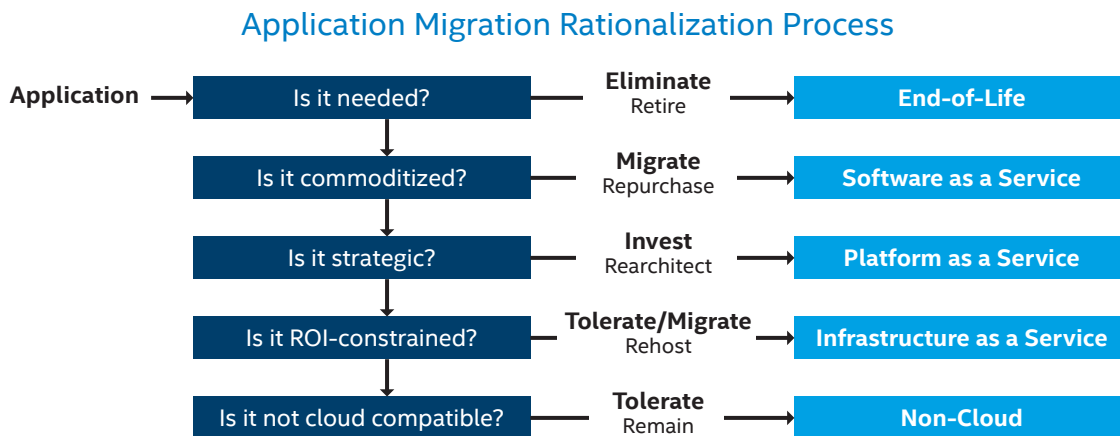 Application Migration Rationalization Process
Application
Is it needed?
Eliminate
Retire
End-of-Life
Is it commoditized?
Migrate
Repurchase
Software as a Service
Is it strategic?
Invest
Rearchitect
Platform as a Service
Is it ROI-constrained?
Tolerate/Migrate
Rehost
Infrastructure as a Service
Is it not cloud compatible?
Tolerate
Remain
Non-Cloud